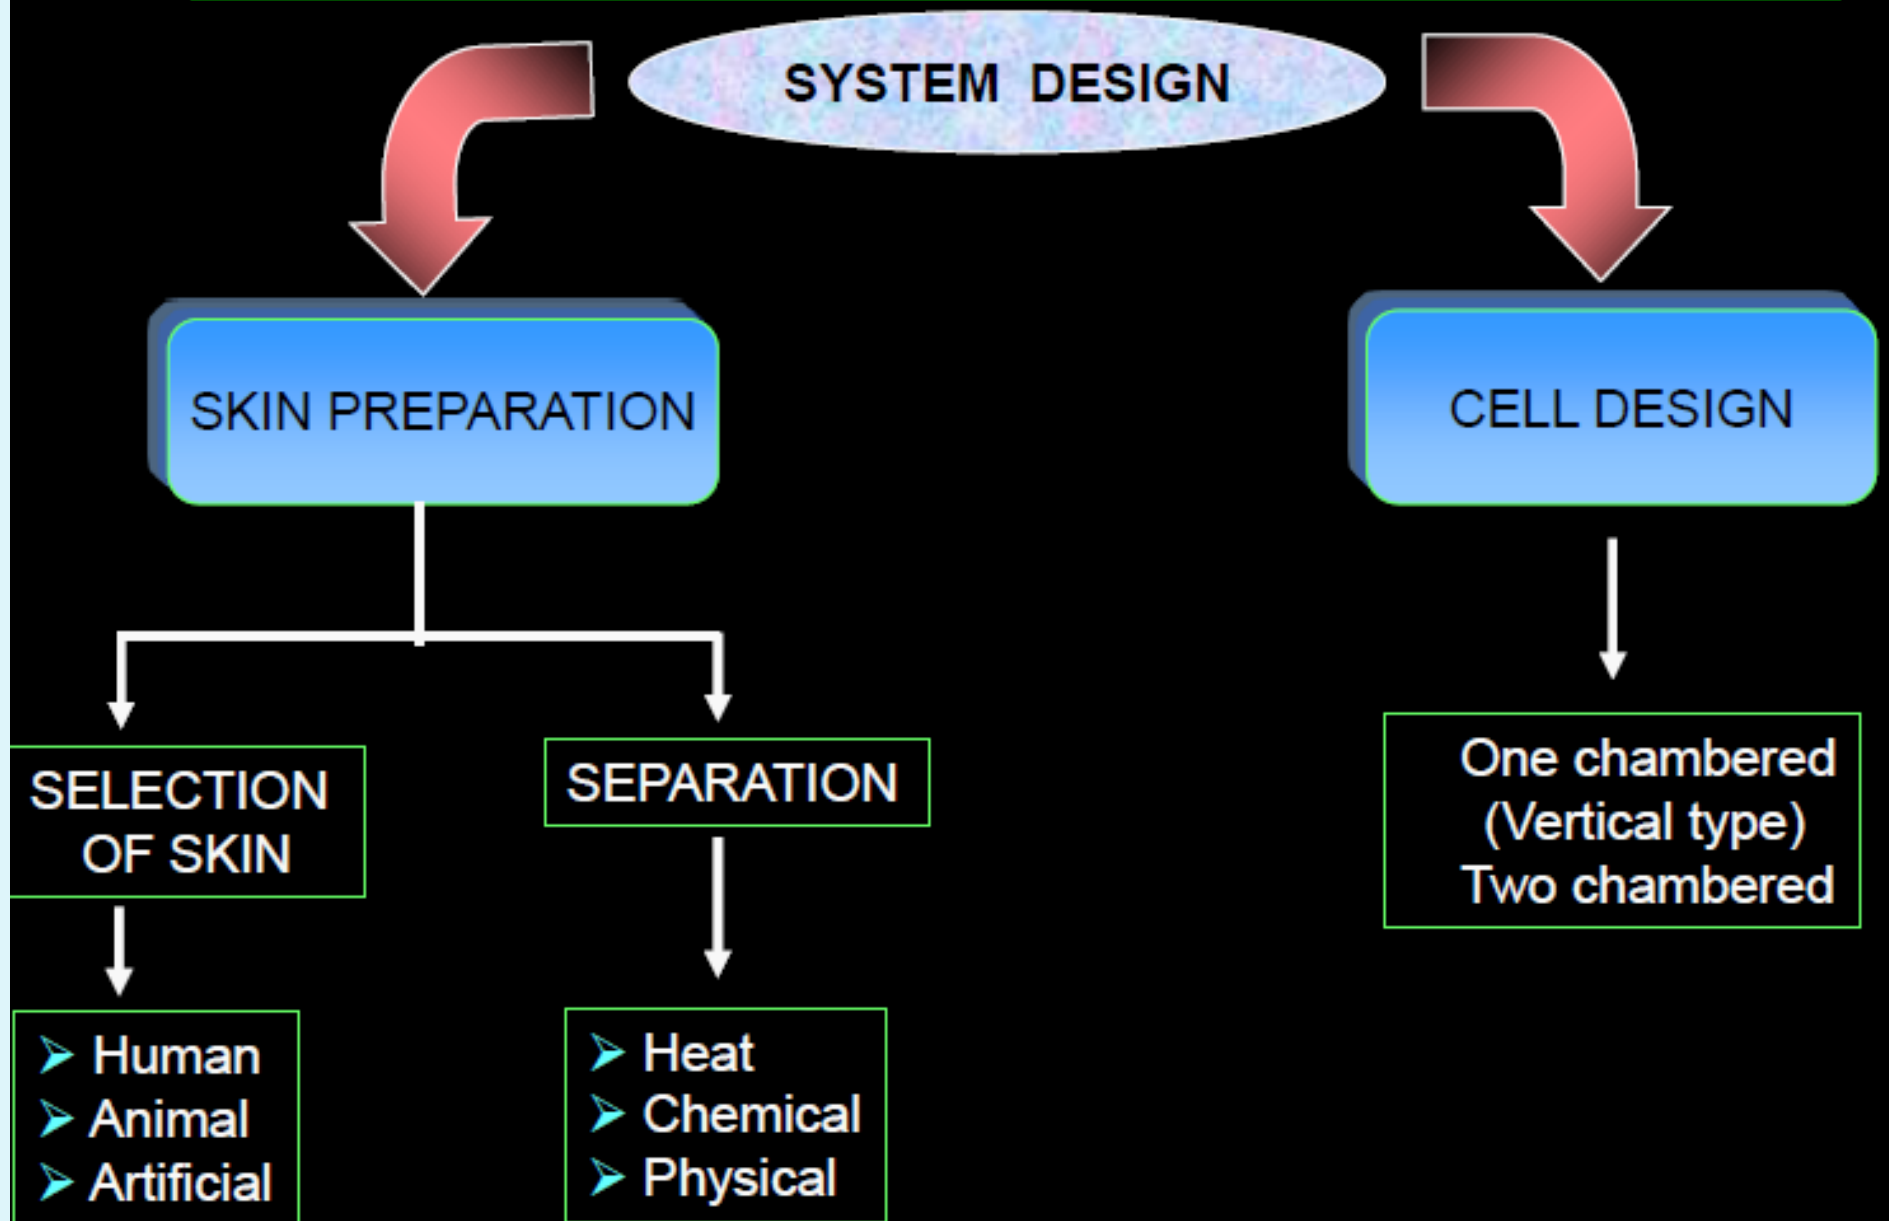 SYSTEM DESIGN
SKIN PREPARATION
CELL DESIGN
SELECTION
OF SKIN
SEPARATION
One chambered
(Vertical type)
Two chambered
➢ Human
➢ Animal
➢ Artificial
➢ Heat
➢ Chemical
➢ Physical